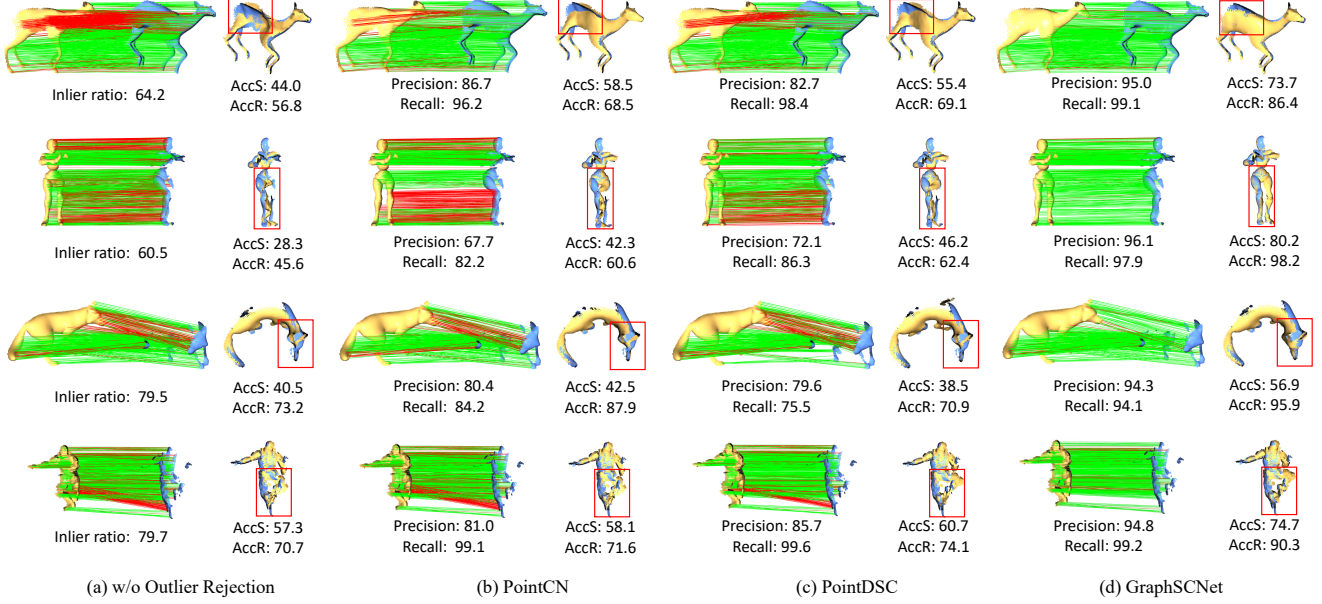 Inlier ratio: 64.2
AccS: 44.0
AccR: 56.8
Precision: 86.7
Recall: 96.2
AccS: 58.5
AccR: 68.5
Precision: 82.7
Recall: 98.4
AccS: 55.4
AccR: 69.1
Precision: 95.0
Recall: 99.1
AccS: 73.7
AccR: 86.4
Inlier ratio: 60.5
AccS: 28.3
AccR: 45.6
Precision: 67.7
Recall: 82.2
AccS: 42.3
AccR: 60.6
Precision: 72.1
Recall: 86.3
AccS: 46.2
AccR: 62.4
Precision: 96.1
Recall: 97.9
AccS: 80.2
AccR: 98.2
Inlier ratio: 79.5
AccS: 40.5
AccR: 73.2
Precision: 80.4
Recall: 84.2
AccS: 42.5
AccR: 87.9
Precision: 79.6
Recall: 75.5
AccS: 38.5
AccR: 70.9
Precision: 94.3
Recall: 94.1
AccS: 56.9
AccR: 95.9
Inlier ratio: 79.7
AccS: 57.3
AccR: 70.7
Precision: 81.0
Recall: 99.1
AccS: 58.1
AccR: 71.6
Precision: 85.7
Recall: 99.6
AccS: 60.7
AccR: 74.1
Precision: 94.8
Recall: 99.2
AccS: 74.7
AccR: 90.3
(a) w/o Outlier Rejection
(b) PointCN
(c) PointDSC
(d) GraphSCNet